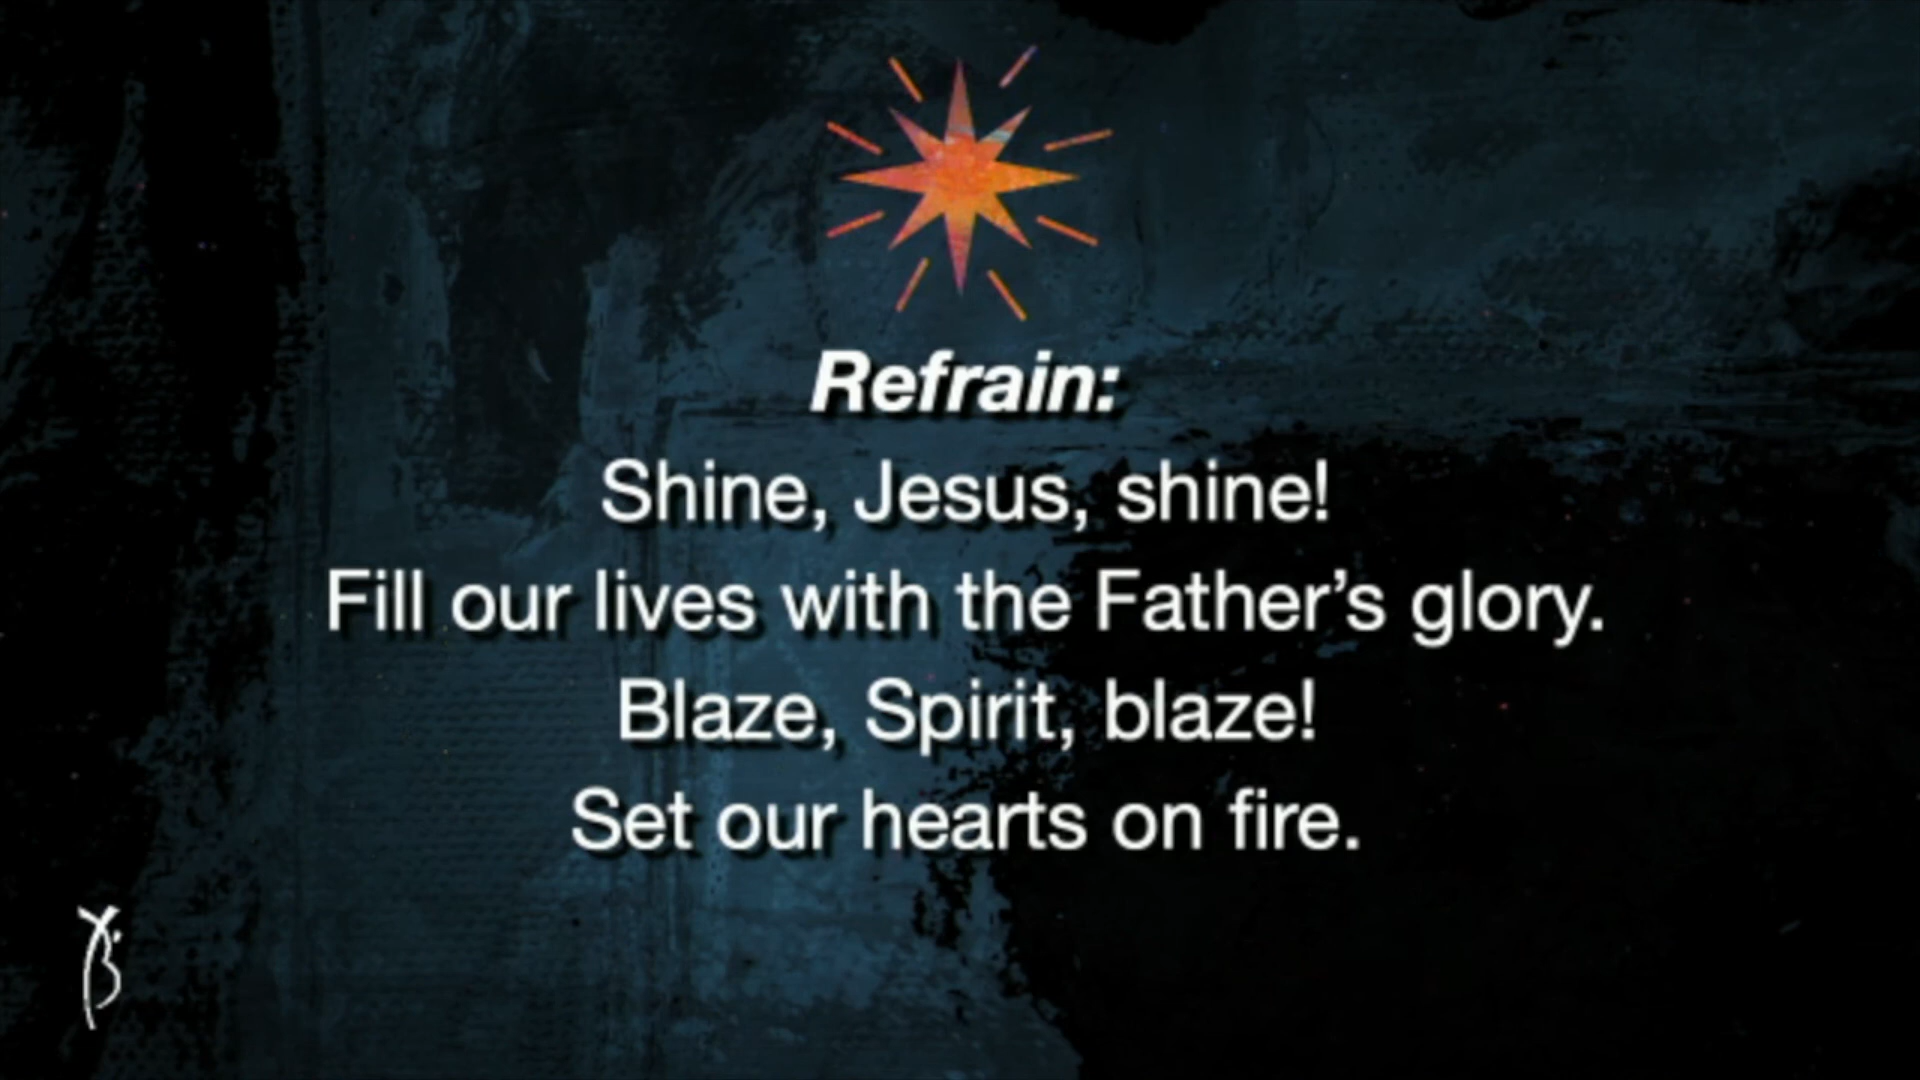 Refrain:
Shine, Jesus, shine!
Fill our lives with the Father’s glory.
Blaze, Spirit, blaze!
Set our hearts on fire.